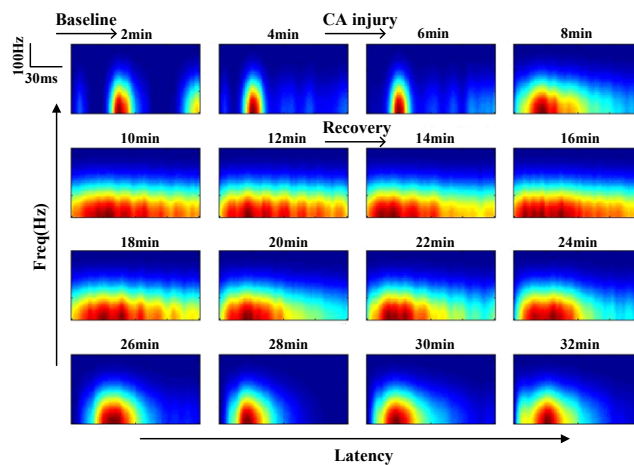 Baseline CA injury
2min 4min 6min 8min
100Hz
30ms
Recovery
10min 12min 14min 16min
Freq(Hz)
18min 20min 22min 24min
26min 28min 30min 32min
Latency